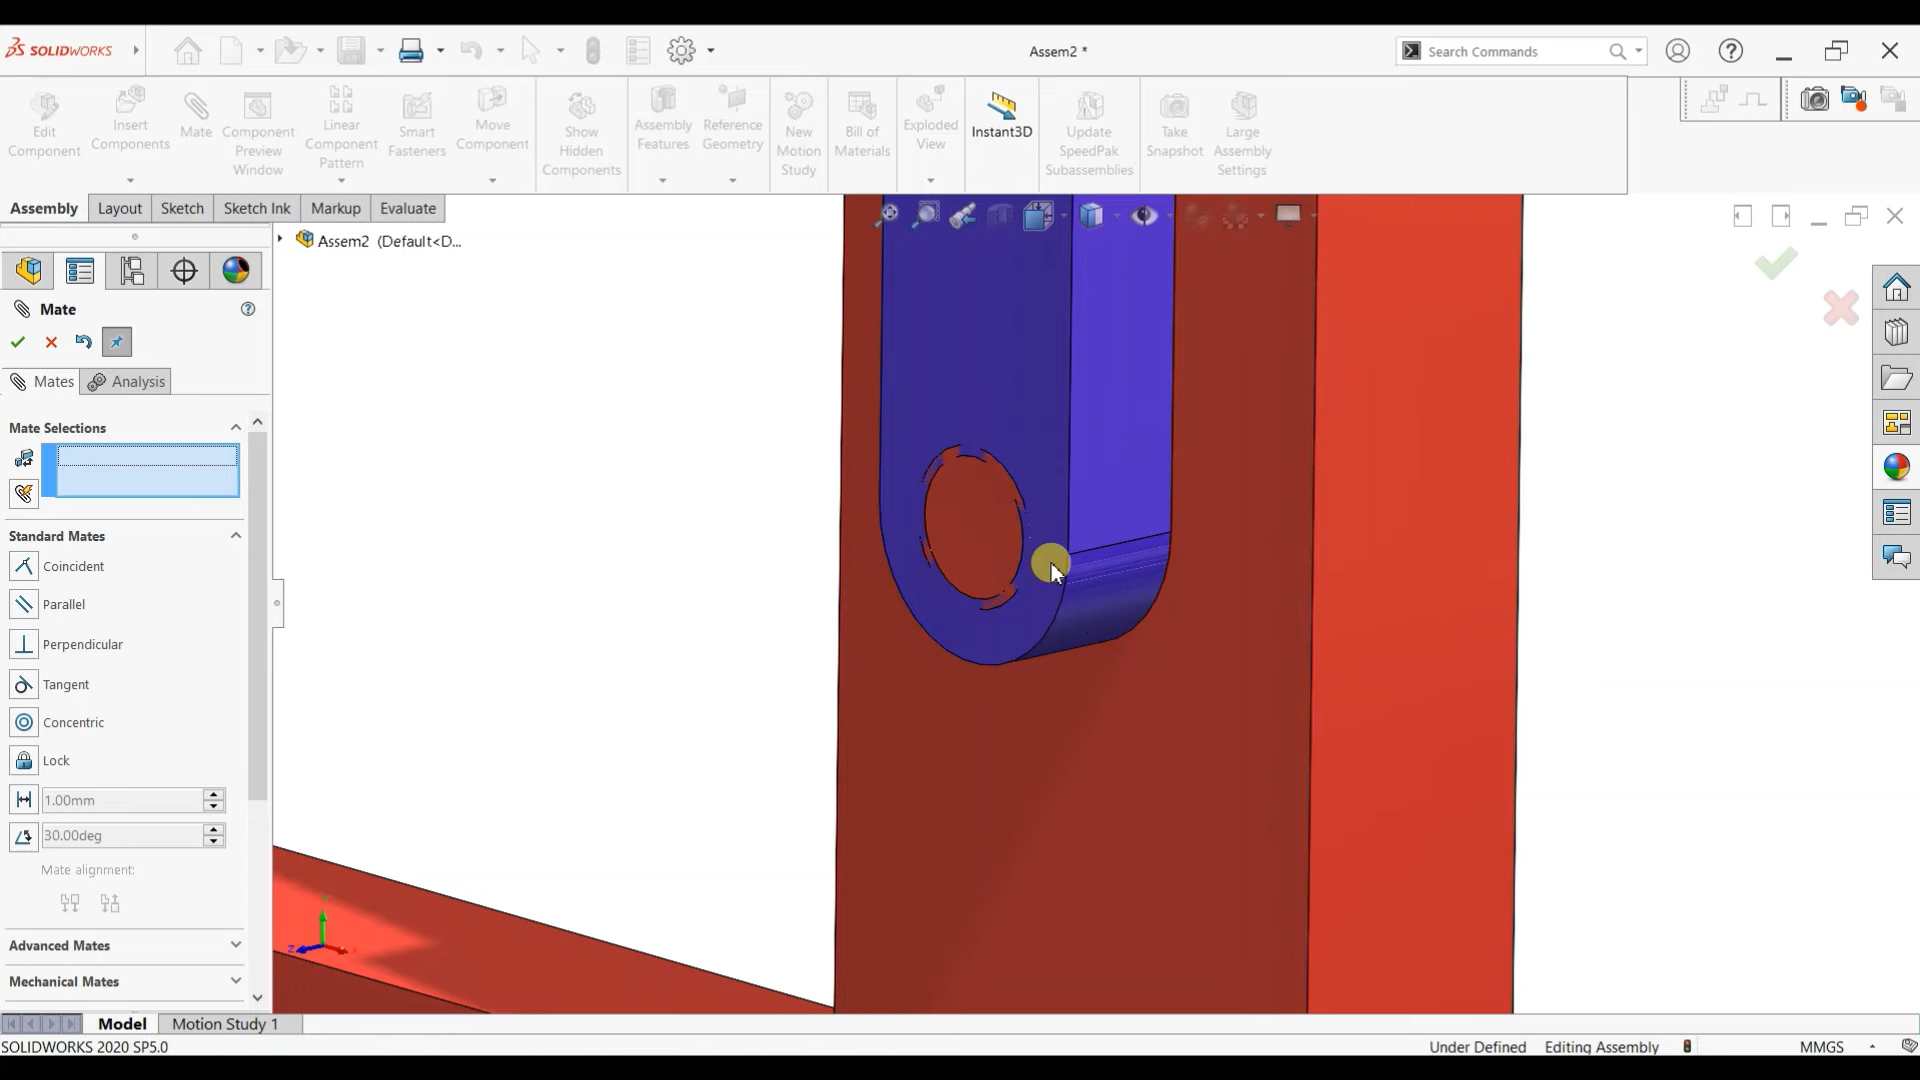 SOLIDWORKS
Assem2 *
Search Commands
Edit Component
Insert Components
Mate
Component Preview Window
Linear Component Pattern
Smart Fasteners
Move Component
Show Hidden Components
Assembly Features
Reference Geometry
New Motion Study
Bill of Materials
Exploded View
Instant3D
Update SpeedPak Subassemblies
Take Snapshot
Large Assembly Settings
Assembly
Layout
Sketch
Sketch Ink
Markup
Evaluate
Assem2 (Default<D...
Mate
Mates
Analysis
Mate Selections
Standard Mates
Coincident
Parallel
Perpendicular
Tangent
Concentric
Lock
1.00mm
30.00deg
Mate alignment:
Advanced Mates
Mechanical Mates
Model
Motion Study 1
SOLIDWORKS 2020 SP5.0
Under Defined
Editing Assembly
MMGS